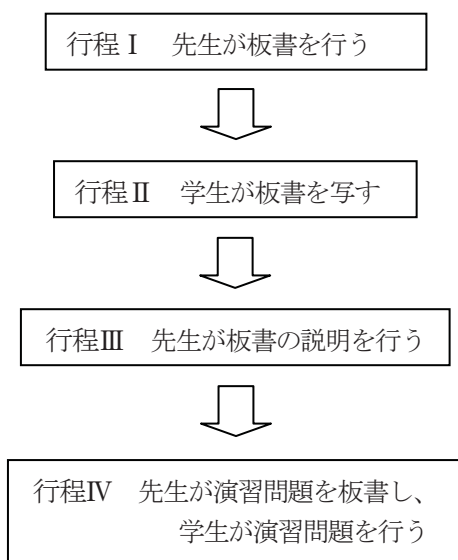 行程Ⅰ　先生が板書を行う
行程Ⅱ　学生が板書を写す
行程Ⅲ　先生が板書の説明を行う
行程Ⅳ　先生が演習問題を板書し、
学生が演習問題を行う